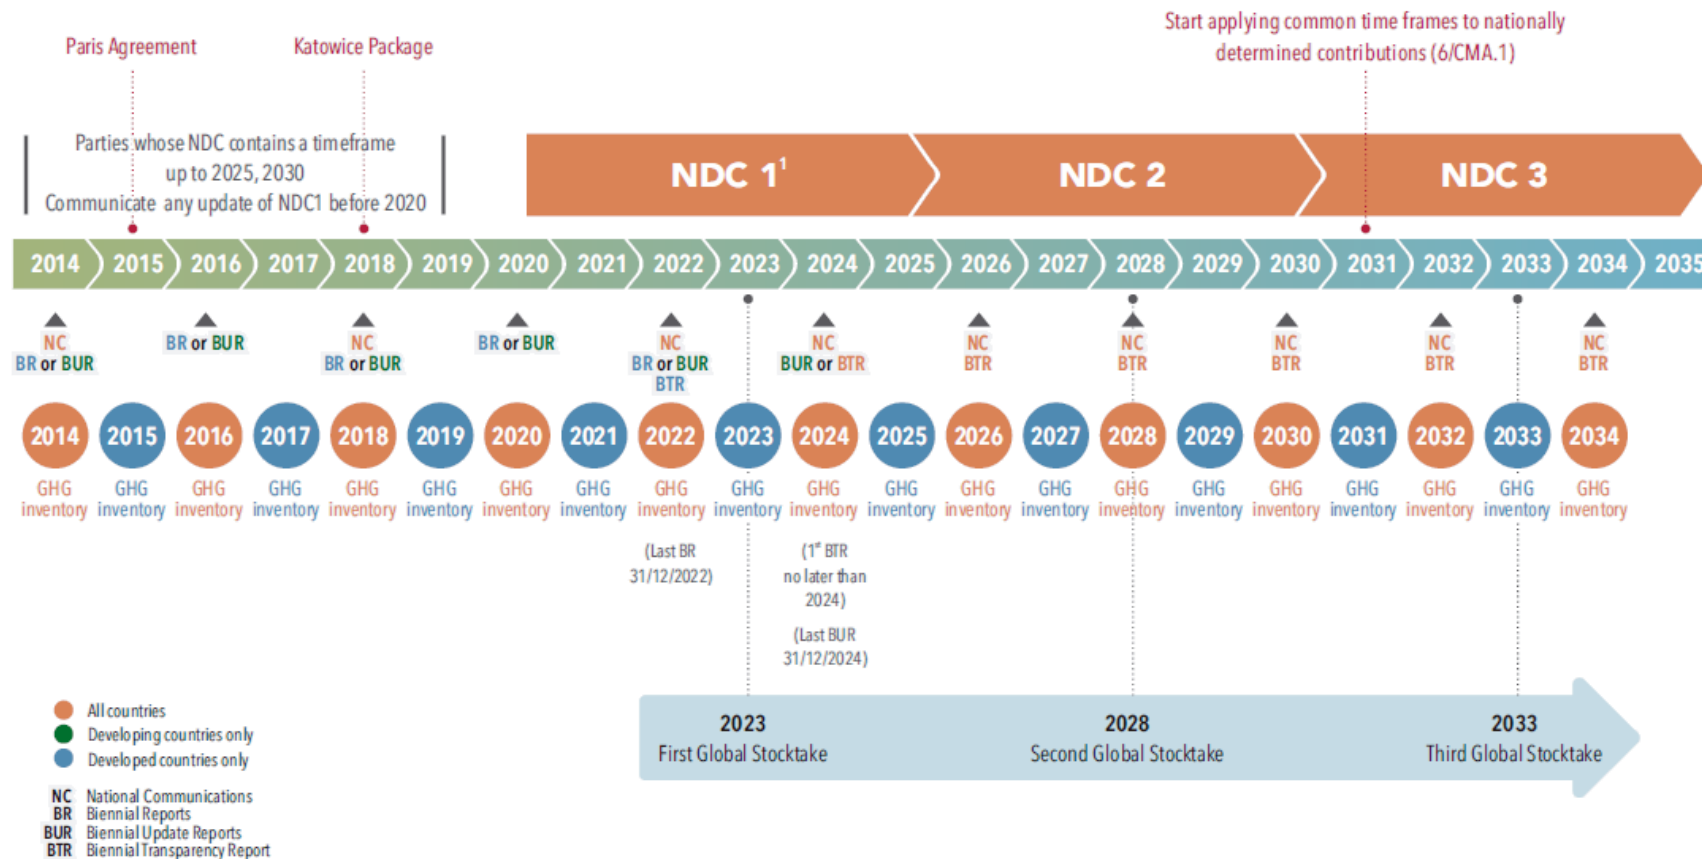 Paris Agreement
Katowice Package
Start applying common time frames to nationally
determined contributions (6/CMA.1)
Parties whose NDC contains a timeframe
up to 2025, 2030
Communicate any update of NDC1 before 2020
NDC 1¹
NDC 2
NDC 3
2014 2015 2016 2017 2018 2019 2020 2021 2022 2023 2024 2025 2026 2027 2028 2029 2030 2031 2032 2033 2034 2035
NC
BR or BUR
BR or BUR
NC
BR or BUR
BR or BUR
NC
BR or BUR
BTR
NC
BUR or BTR
NC
BTR
NC
BTR
NC
BTR
NC
BTR
NC
BTR
2014 2015 2016 2017 2018 2019 2020 2021 2022 2023 2024 2025 2026 2027 2028 2029 2030 2031 2032 2033 2034
GHG GHG GHG GHG GHG GHG GHG GHG GHG GHG GHG GHG GHG GHG GHG GHG GHG GHG GHG GHG GHG
inventory inventory inventory inventory inventory inventory inventory inventory inventory inventory inventory inventory inventory inventory inventory inventory inventory inventory inventory inventory inventory
(Last BR
31/12/2022)
(1st BTR
no later than
2024)
(Last BUR
31/12/2024)
2023
First Global Stocktake
2028
Second Global Stocktake
2033
Third Global Stocktake
All countries
Developing countries only
Developed countries only
NC National Communications
BR Biennial Reports
BUR Biennial Update Reports
BTR Biennial Transparency Report